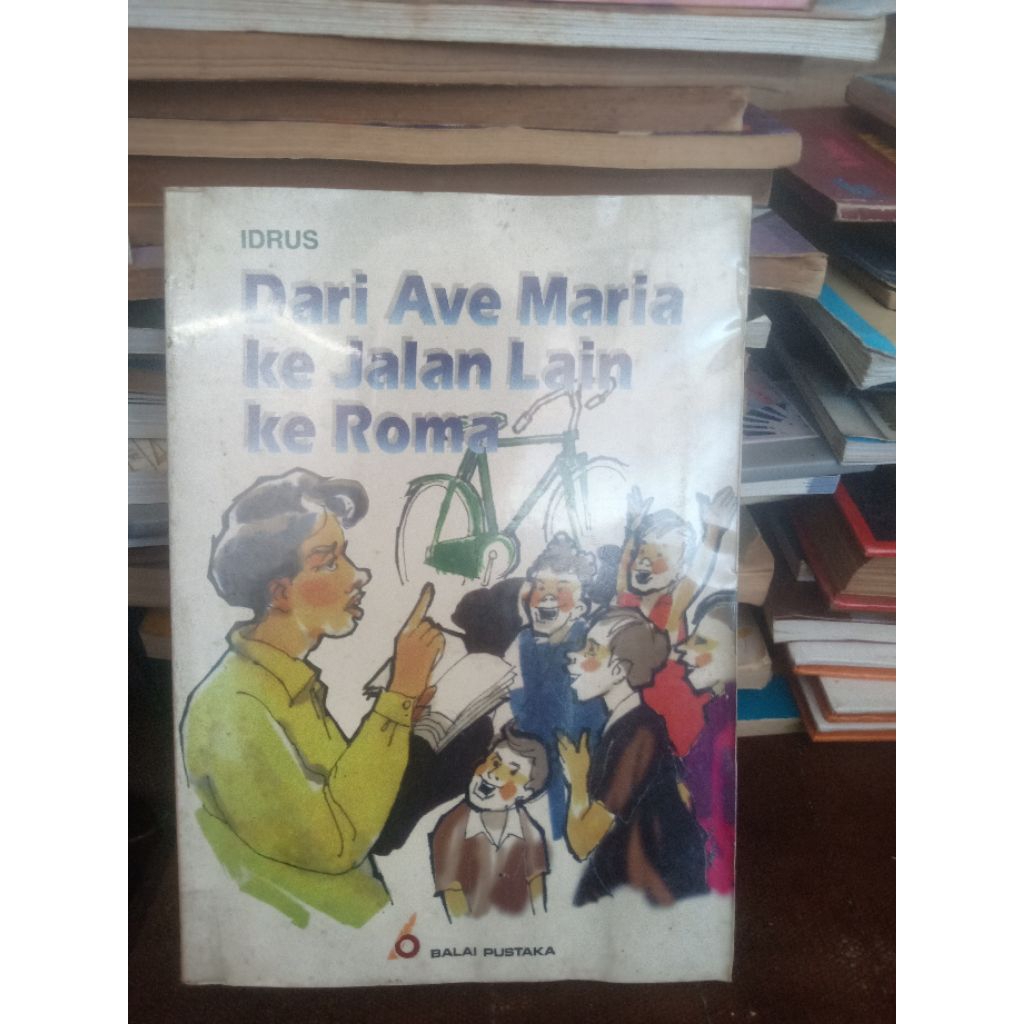 IDRUS
Dari Ave Maria
ke Jalan Lain
ke Roma
BALAI PUSTAKA